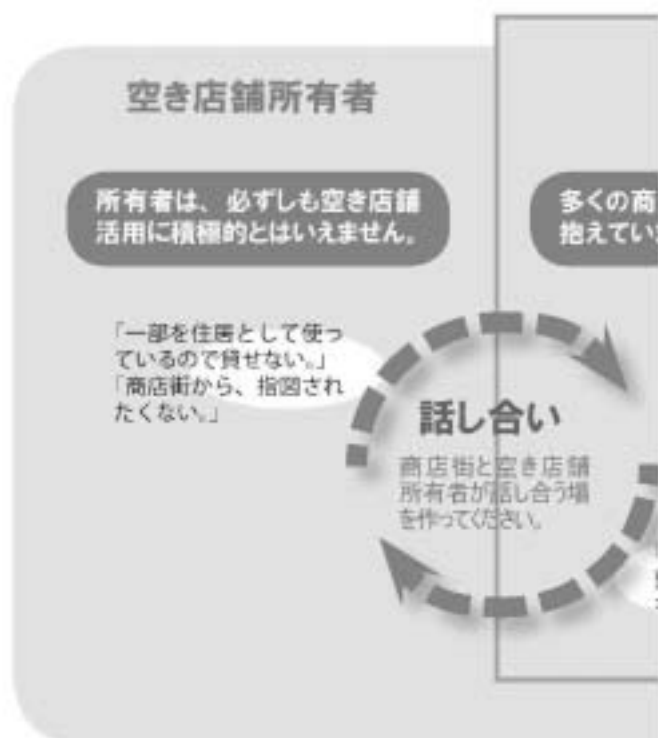 空き店舗所有者
所有者は、必ずしも空き店舗
活用に積極的とはいえません。
多くの商
抱えてい
「一部を住居として使っ
ているので貸せない。」
「商店街から、指図され
たくない。」
話し合い
商店街と空き店舗
所有者が話し合う場
を作ってください。